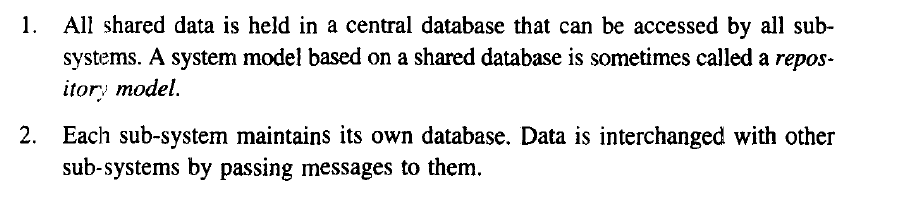 1. All shared data is held in a central database that can be accessed by all sub-
systems. A system model based on a shared database is sometimes called a repos-
itory model.
2. Each sub-system maintains its own database. Data is interchanged with other
sub-systems by passing messages to them.